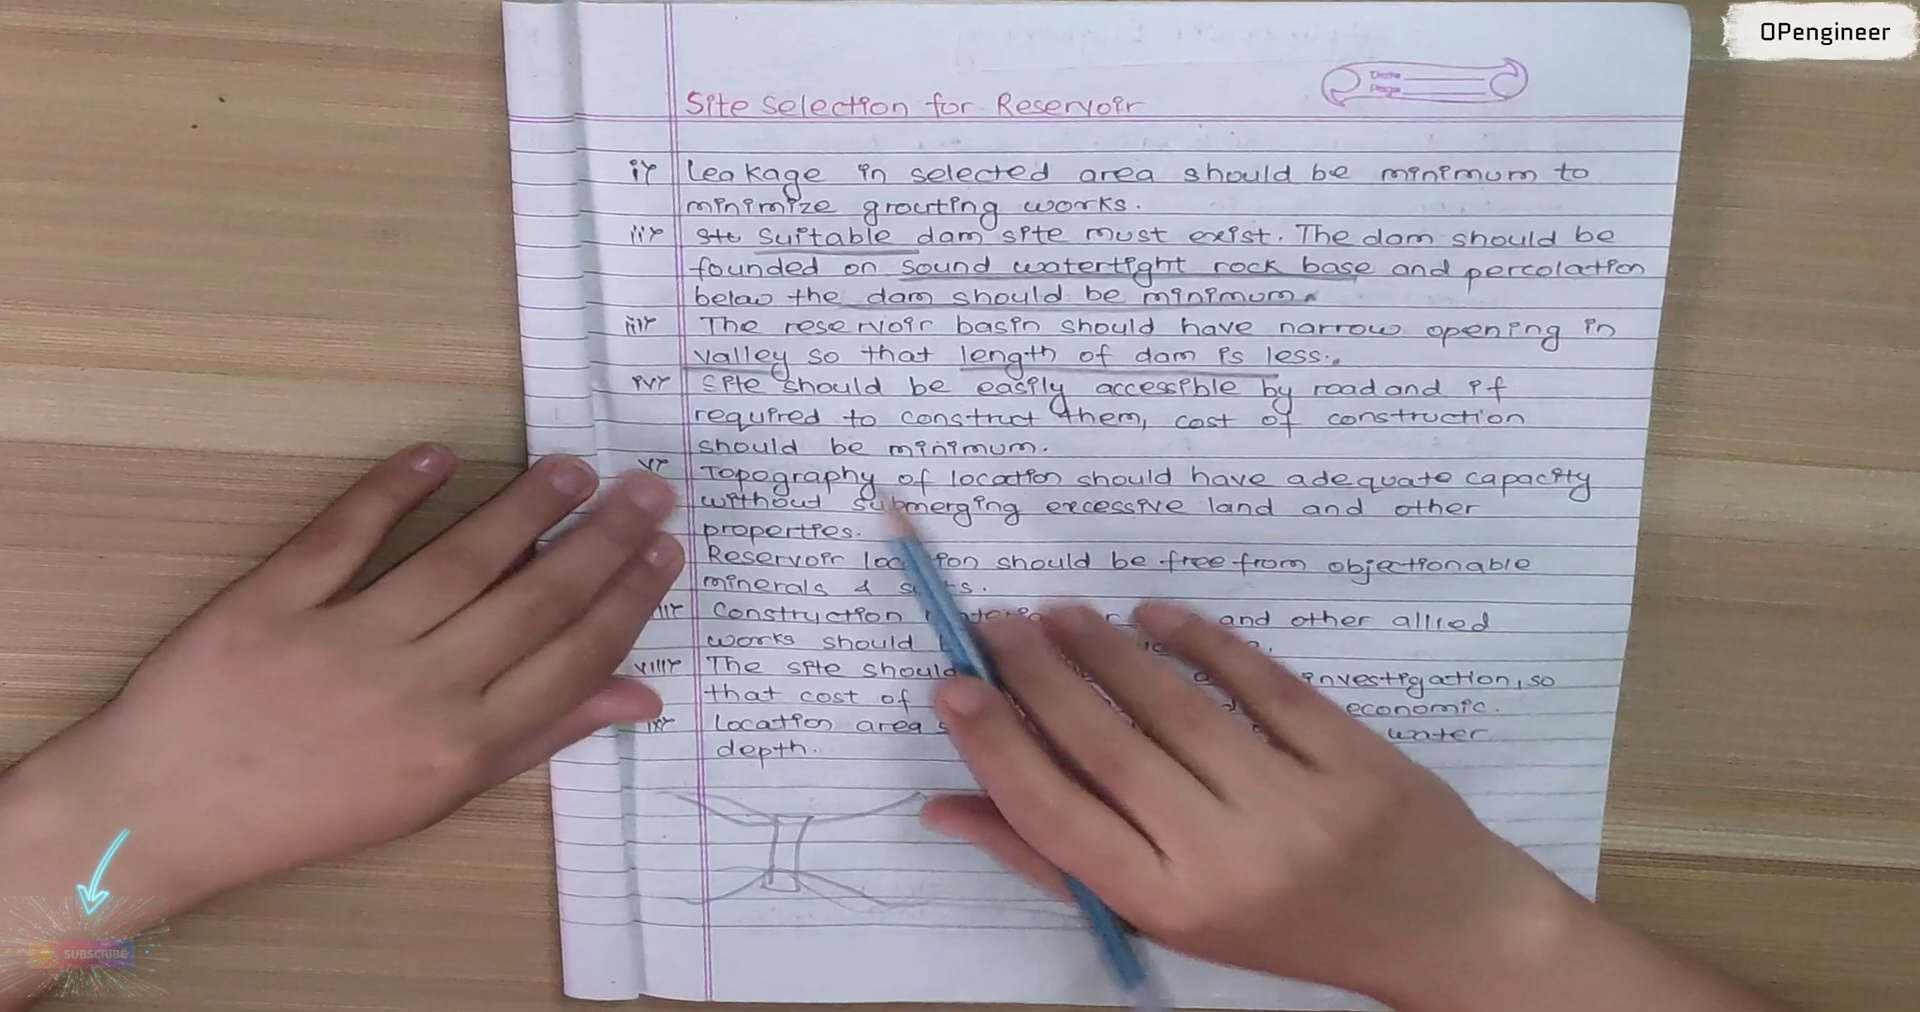 OPengineer
Date
Page
Site selection for Reservoir
i) Leakage in selected area should be minimum to
minimize grouting works.
ii) Suitable dam site must exist. The dam should be
founded on sound watertight rock base and percolation
below the dam should be minimum.
iii) The reservoir basin should have narrow opening in
valley so that length of dam is less.
iv) Site should be easily accessible by road and if
required to construct them, cost of construction
should be minimum.
v) Topography of location should have adequate capacity
without submerging excessive land and other
properties.
Reservoir location should be free from objectionable
minerals &
Construction and other allied
works should
viii) The site should investigation, so
that cost of economic.
ix) Location area water
depth.
SUBSCRIBE